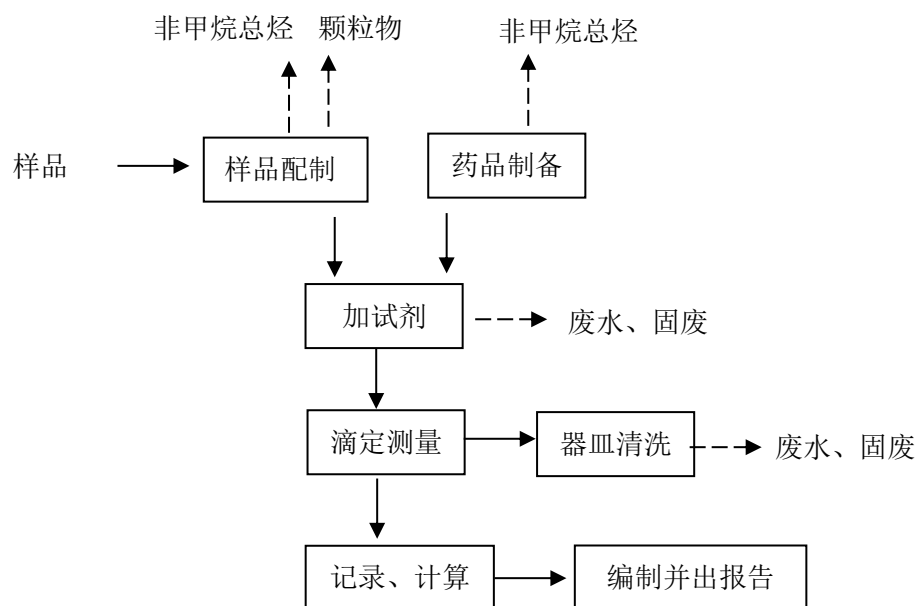 非甲烷总烃 颗粒物 非甲烷总烃
样品 样品配制 药品制备
加试剂 废水、固废
滴定测量 器皿清洗 废水、固废
记录、计算 编制并出报告